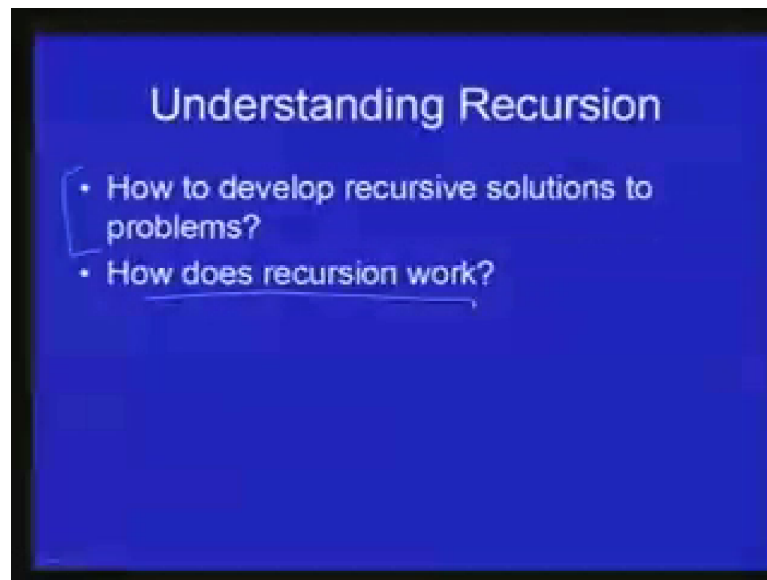 Understanding Recursion
• How to develop recursive solutions to
problems?
• How does recursion work?